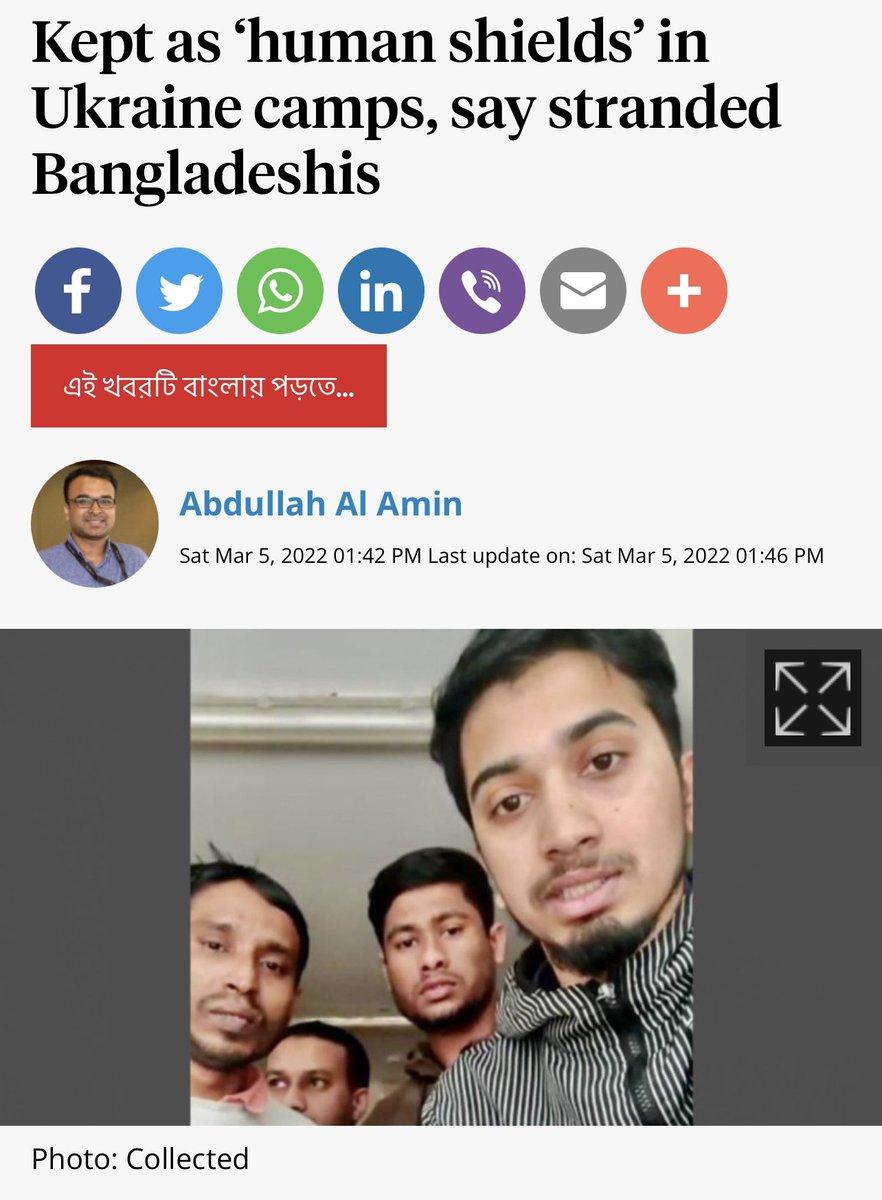 Kept as ‘human shields’ in
Ukraine camps, say stranded
Bangladeshis
এই খবরটি বাংলায় পড়তে...
Abdullah Al Amin
Sat Mar 5, 2022 01:42 PM Last update on: Sat Mar 5, 2022 01:46 PM
Photo: Collected